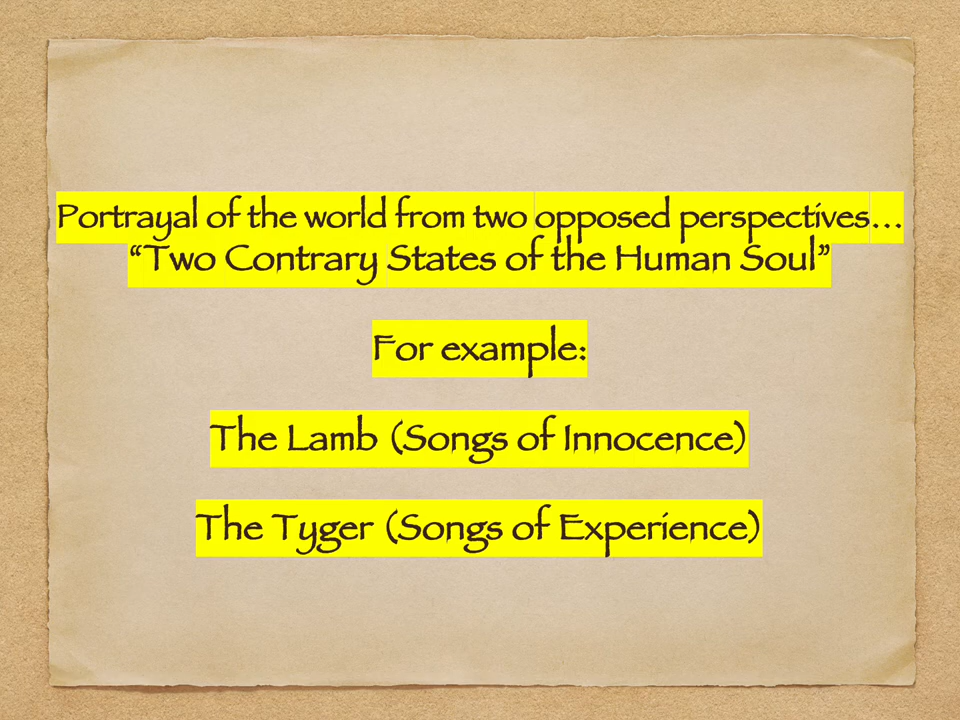 Portrayal of the world from two opposed perspectives...
“Two Contrary States of the Human Soul”
For example:
The Lamb (Songs of Innocence)
The Tyger (Songs of Experience)